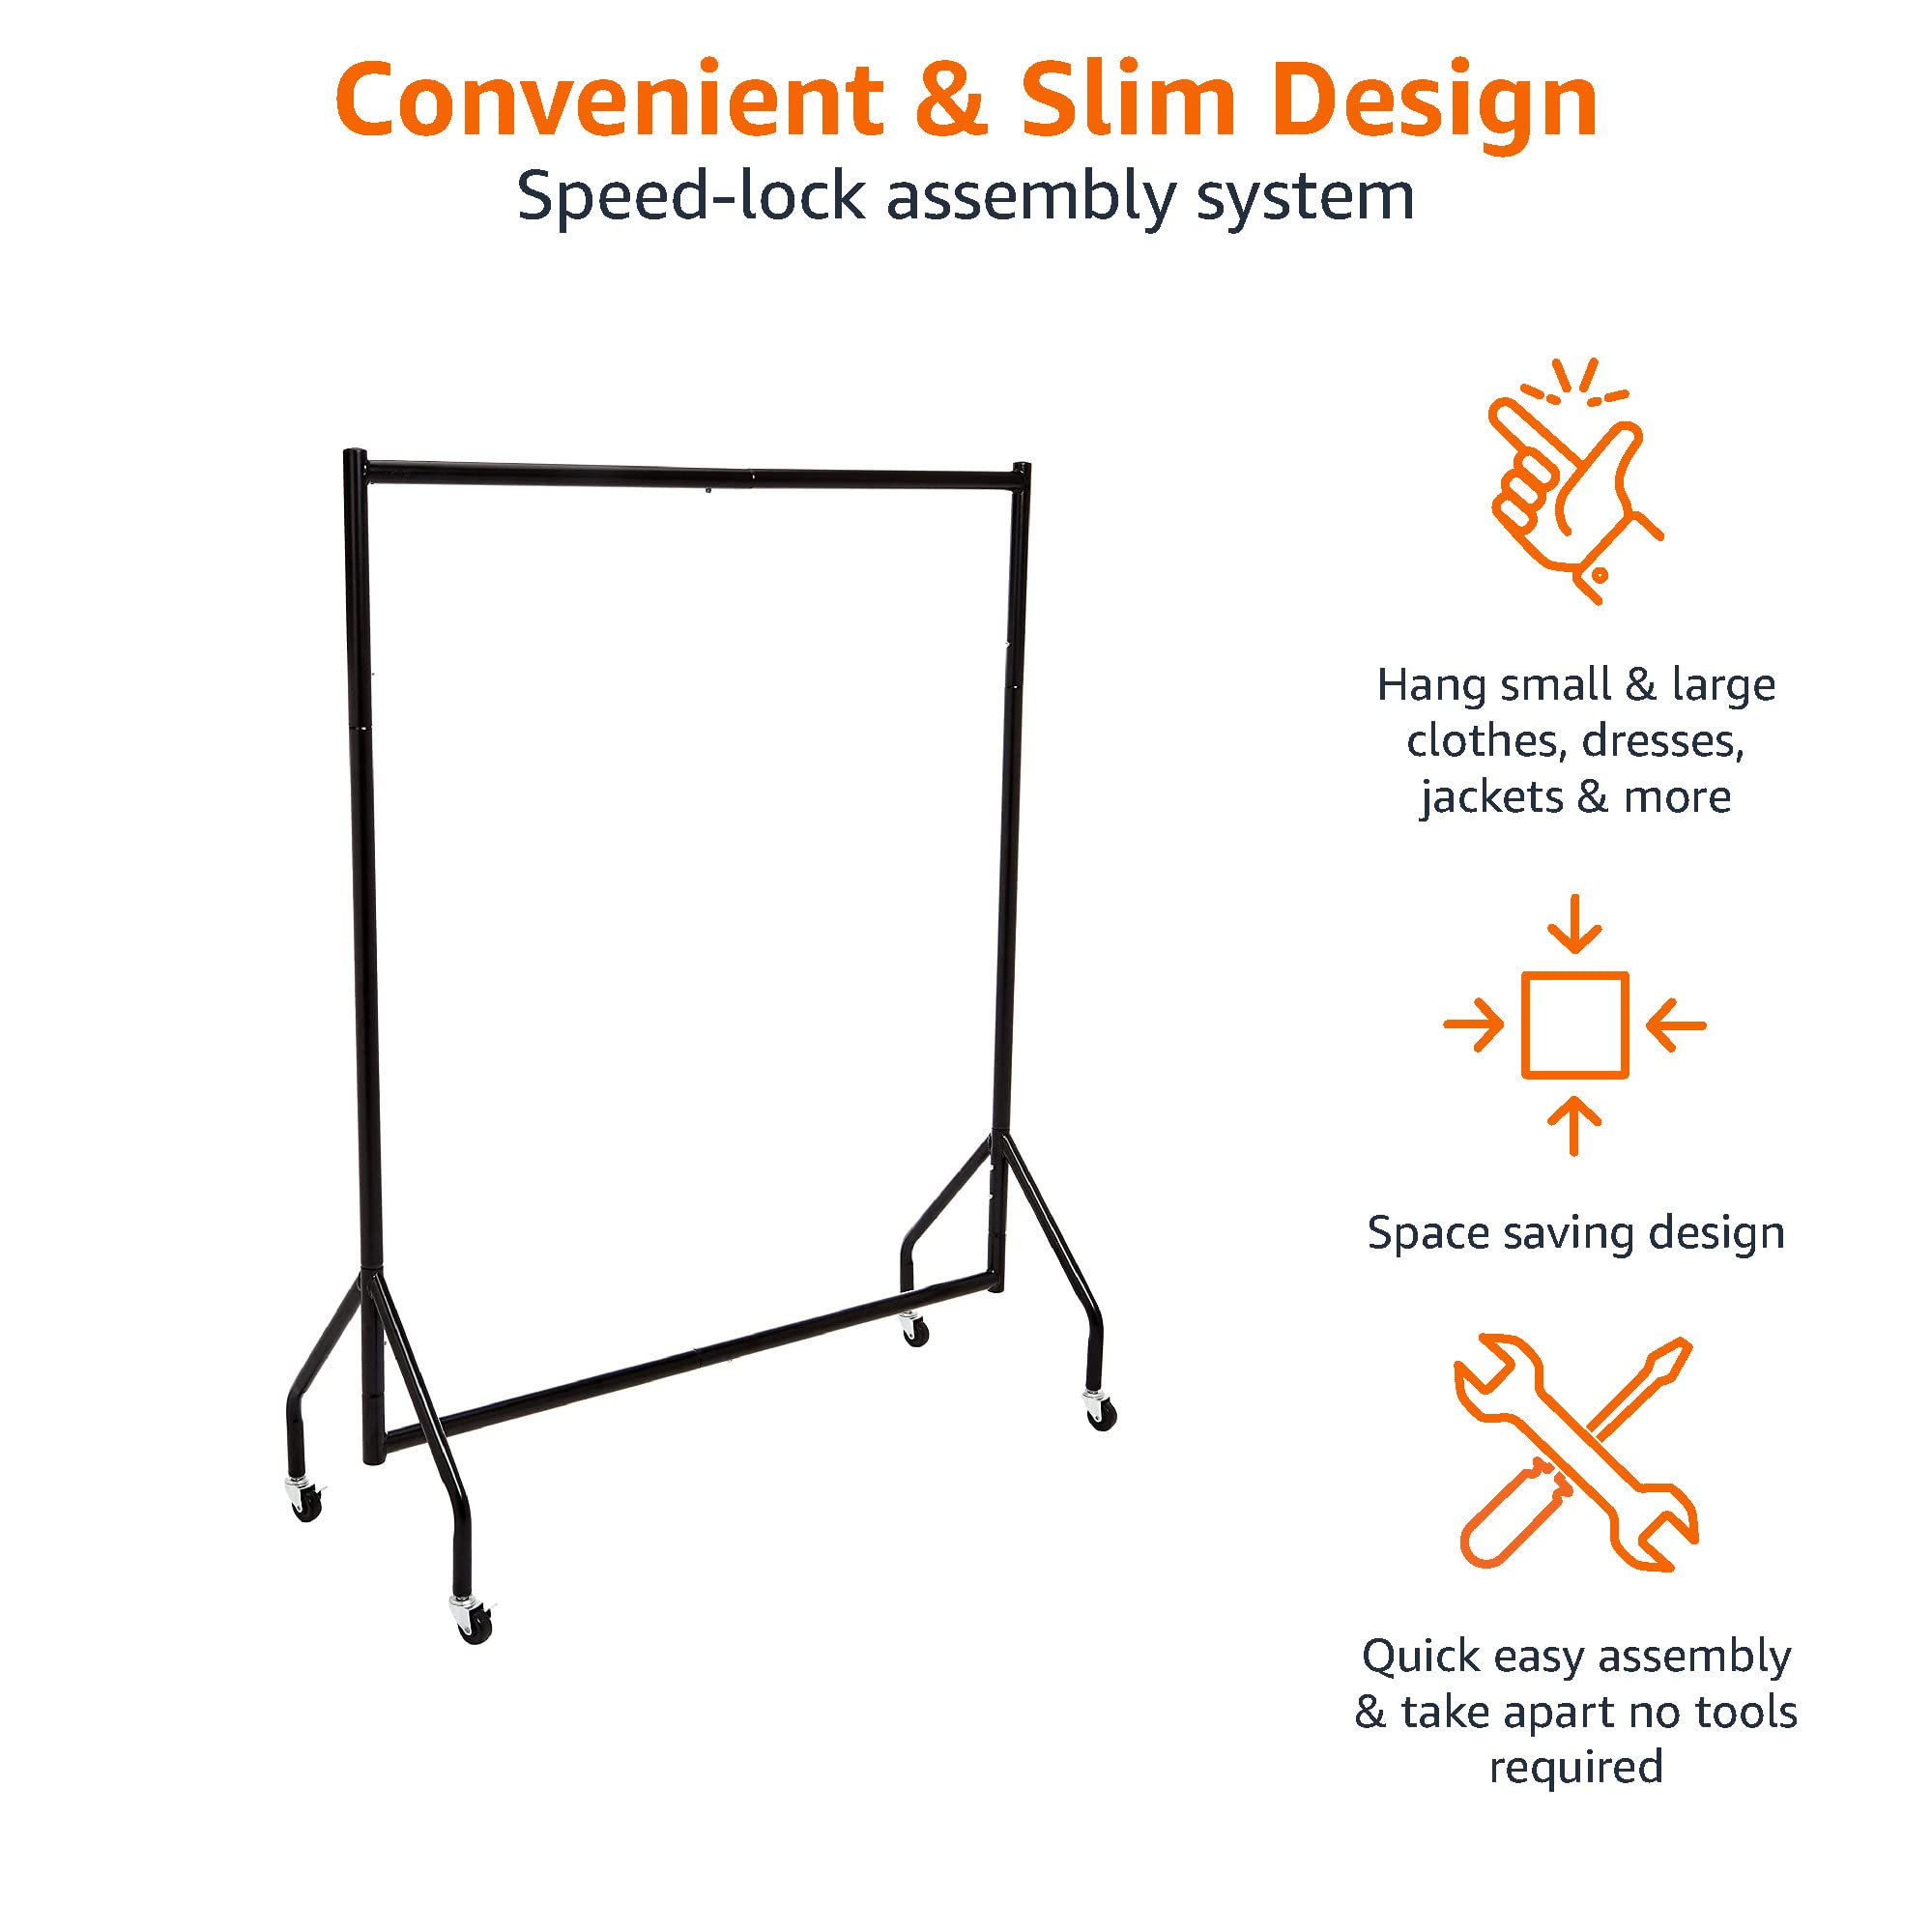 Convenient & Slim Design
Speed-lock assembly system
Hang small & large
clothes, dresses,
jackets & more
Space saving design
Quick easy assembly
& take apart no tools
required